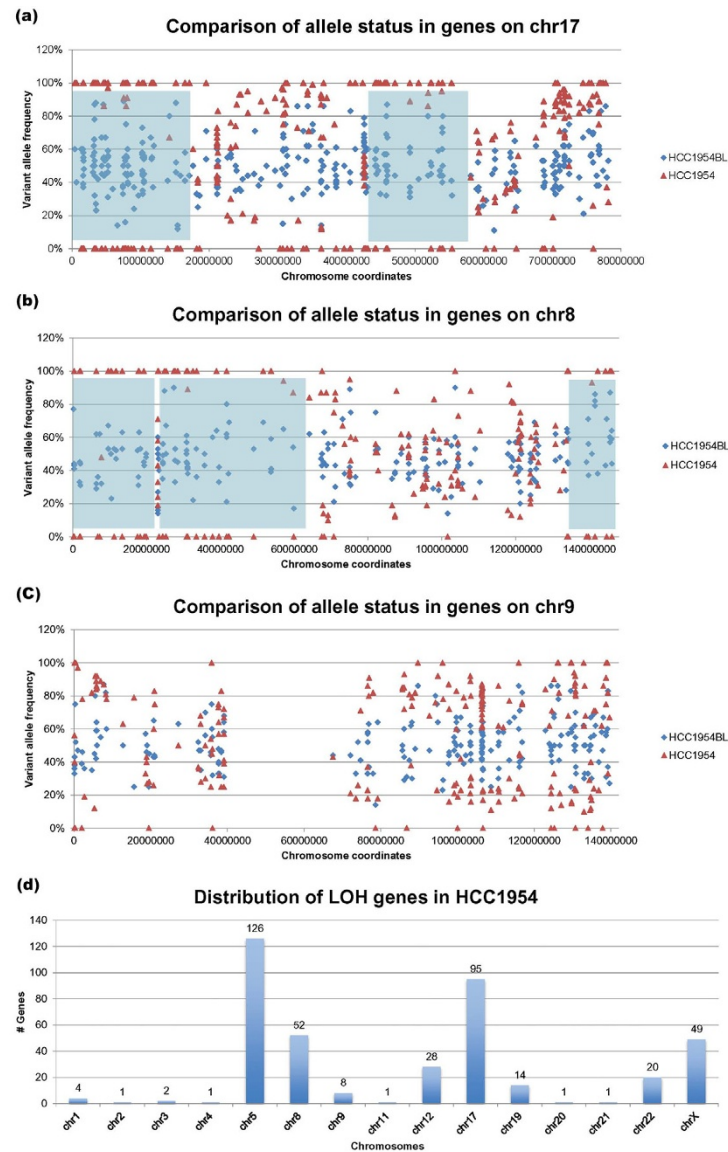 (a)
Comparison of allele status in genes on chr17
120%
100%
80%
60%
40%
20%
0%
Variant allele frequency
0 10000000 20000000 30000000 40000000 50000000 60000000 70000000 80000000
Chromosome coordinates
HCC1954BL
HCC1954
(b)
Comparison of allele status in genes on chr8
120%
100%
80%
60%
40%
20%
0%
Variant allele frequency
0 20000000 40000000 60000000 80000000 100000000 120000000 140000000
Chromosome coordinates
HCC1954BL
HCC1954
(C)
Comparison of allele status in genes on chr9
120%
100%
80%
60%
40%
20%
0%
Variant allele frequency
0 20000000 40000000 60000000 80000000 100000000 120000000 140000000
Chromosome coordinates
HCC1954BL
HCC1954
(d)
Distribution of LOH genes in HCC1954
140
120
100
80
60
40
20
0
# Genes
4 1 2 1 126 52 8 1 28 95 14 1 1 20 49
chr1 chr2 chr3 chr4 chr5 chr8 chr9 chr11 chr12 chr17 chr19 chr20 chr21 chr22 chrX
Chromosomes